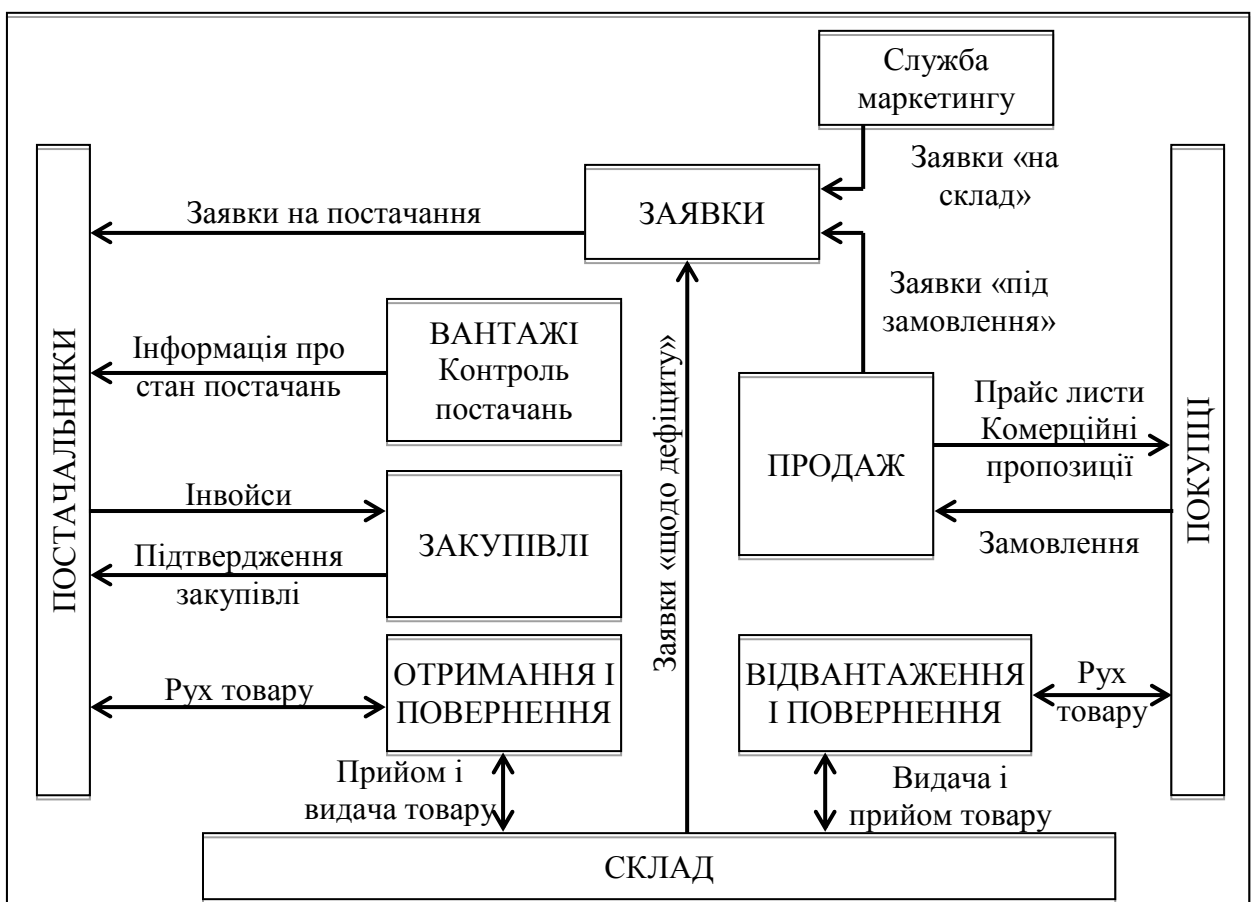 Служба
маркетингу
Заявки «на
склад»
ЗАЯВКИ
Заявки на постачання
Заявки «під
замовлення»
ВАНТАЖІ
Контроль
постачань
Інформація про
стан постачань
ПОСТАЧАЛЬНИКИ
Заявки «щодо дефіциту»
Прайс листи
Комерційні
пропозиції
ПРОДАЖ
ПОКУПЦІ
Інвойси
ЗАКУПІВЛІ
Замовлення
Підтвердження
закупівлі
ОТРИМАННЯ І
ПОВЕРНЕННЯ
Рух товару
ВІДВАНТАЖЕННЯ
І ПОВЕРНЕННЯ
Рух
товару
Прийом і
видача товару
Видача і
прийом товару
СКЛАД